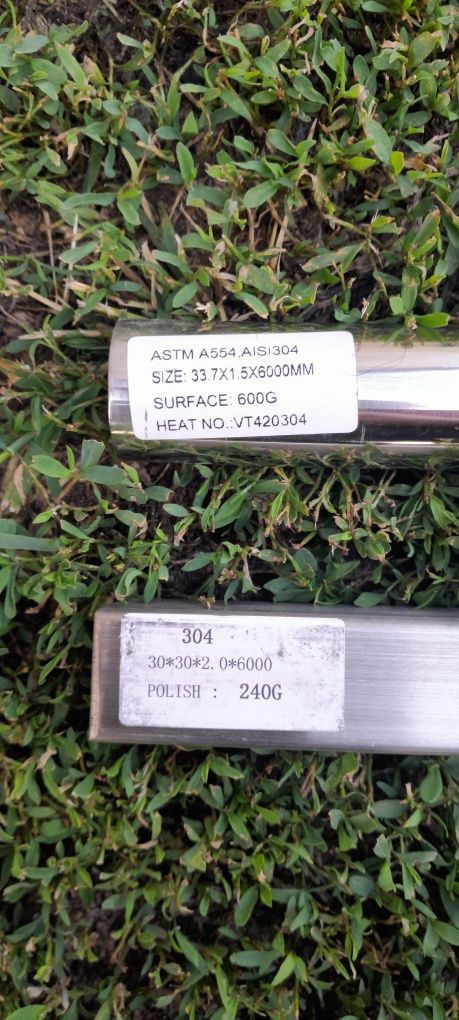 ASTM A554,AISI304
SIZE: 33.7X1.5X6000MM
SURFACE: 600G
HEAT NO.:VT420304
304
30*30*2.0*6000
POLISH : 240G